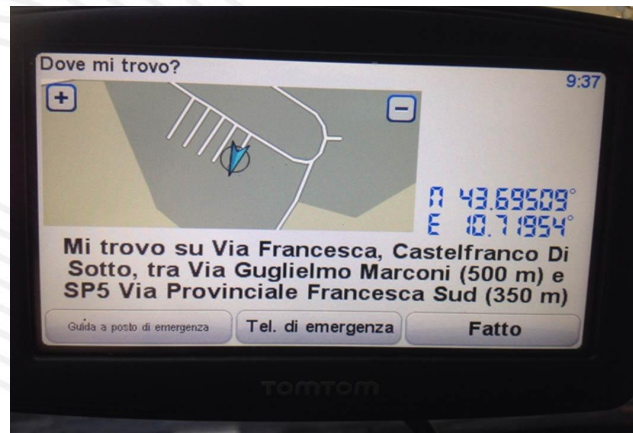 Dove mi trovo?
9:37
+
−
N 43.69509°
E 10.71954°
Mi trovo su Via Francesca, Castelfranco Di
Sotto, tra Via Guglielmo Marconi (500 m) e
SP5 Via Provinciale Francesca Sud (350 m)
Guida a posto di emergenza
Tel. di emergenza
Fatto
TOMTOM